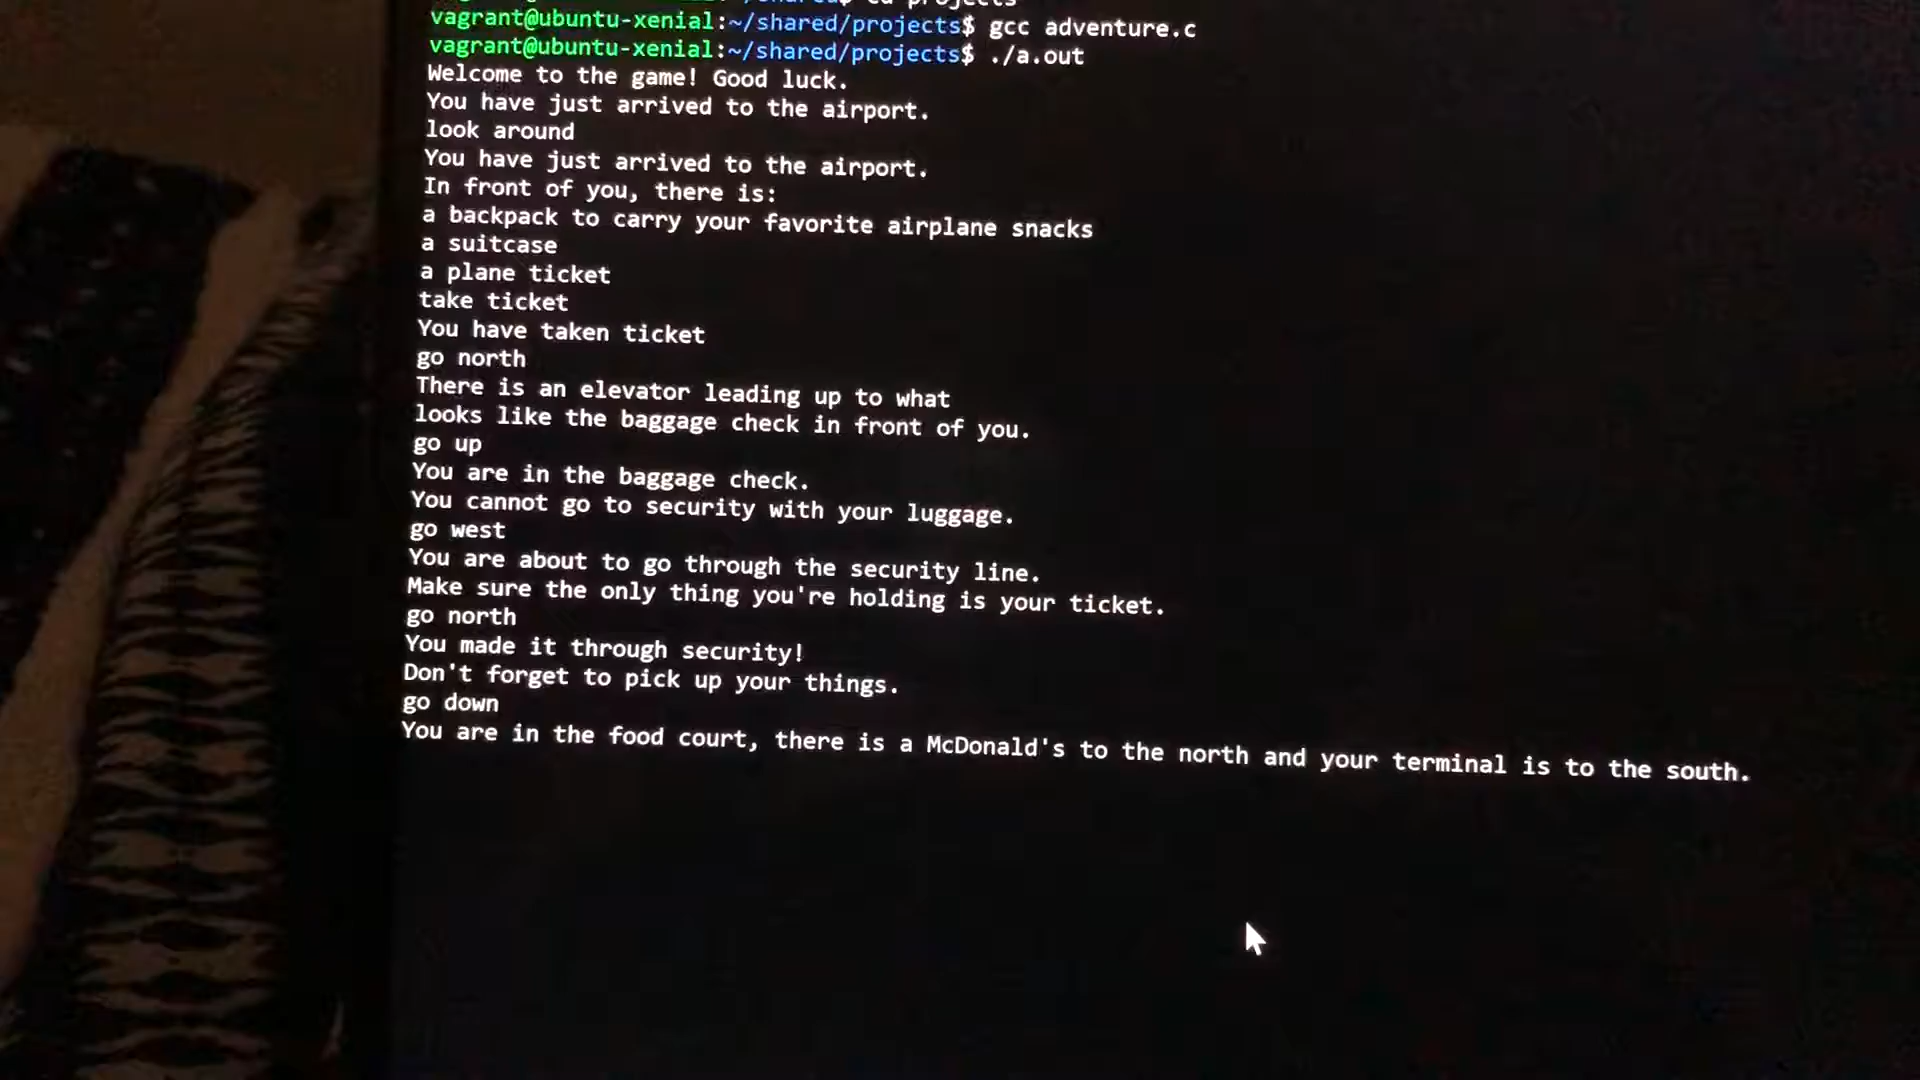 cd projects
vagrant@ubuntu-xenial:~/shared/projects$ gcc adventure.c
vagrant@ubuntu-xenial:~/shared/projects$ ./a.out
Welcome to the game! Good luck.
You have just arrived to the airport.
look around
You have just arrived to the airport.
In front of you, there is:
a backpack to carry your favorite airplane snacks
a suitcase
a plane ticket
take ticket
You have taken ticket
go north
There is an elevator leading up to what
looks like the baggage check in front of you.
go up
You are in the baggage check.
You cannot go to security with your luggage.
go west
You are about to go through the security line.
Make sure the only thing you're holding is your ticket.
go north
You made it through security!
Don't forget to pick up your things.
go down
You are in the food court, there is a McDonald's to the north and your terminal is to the south.